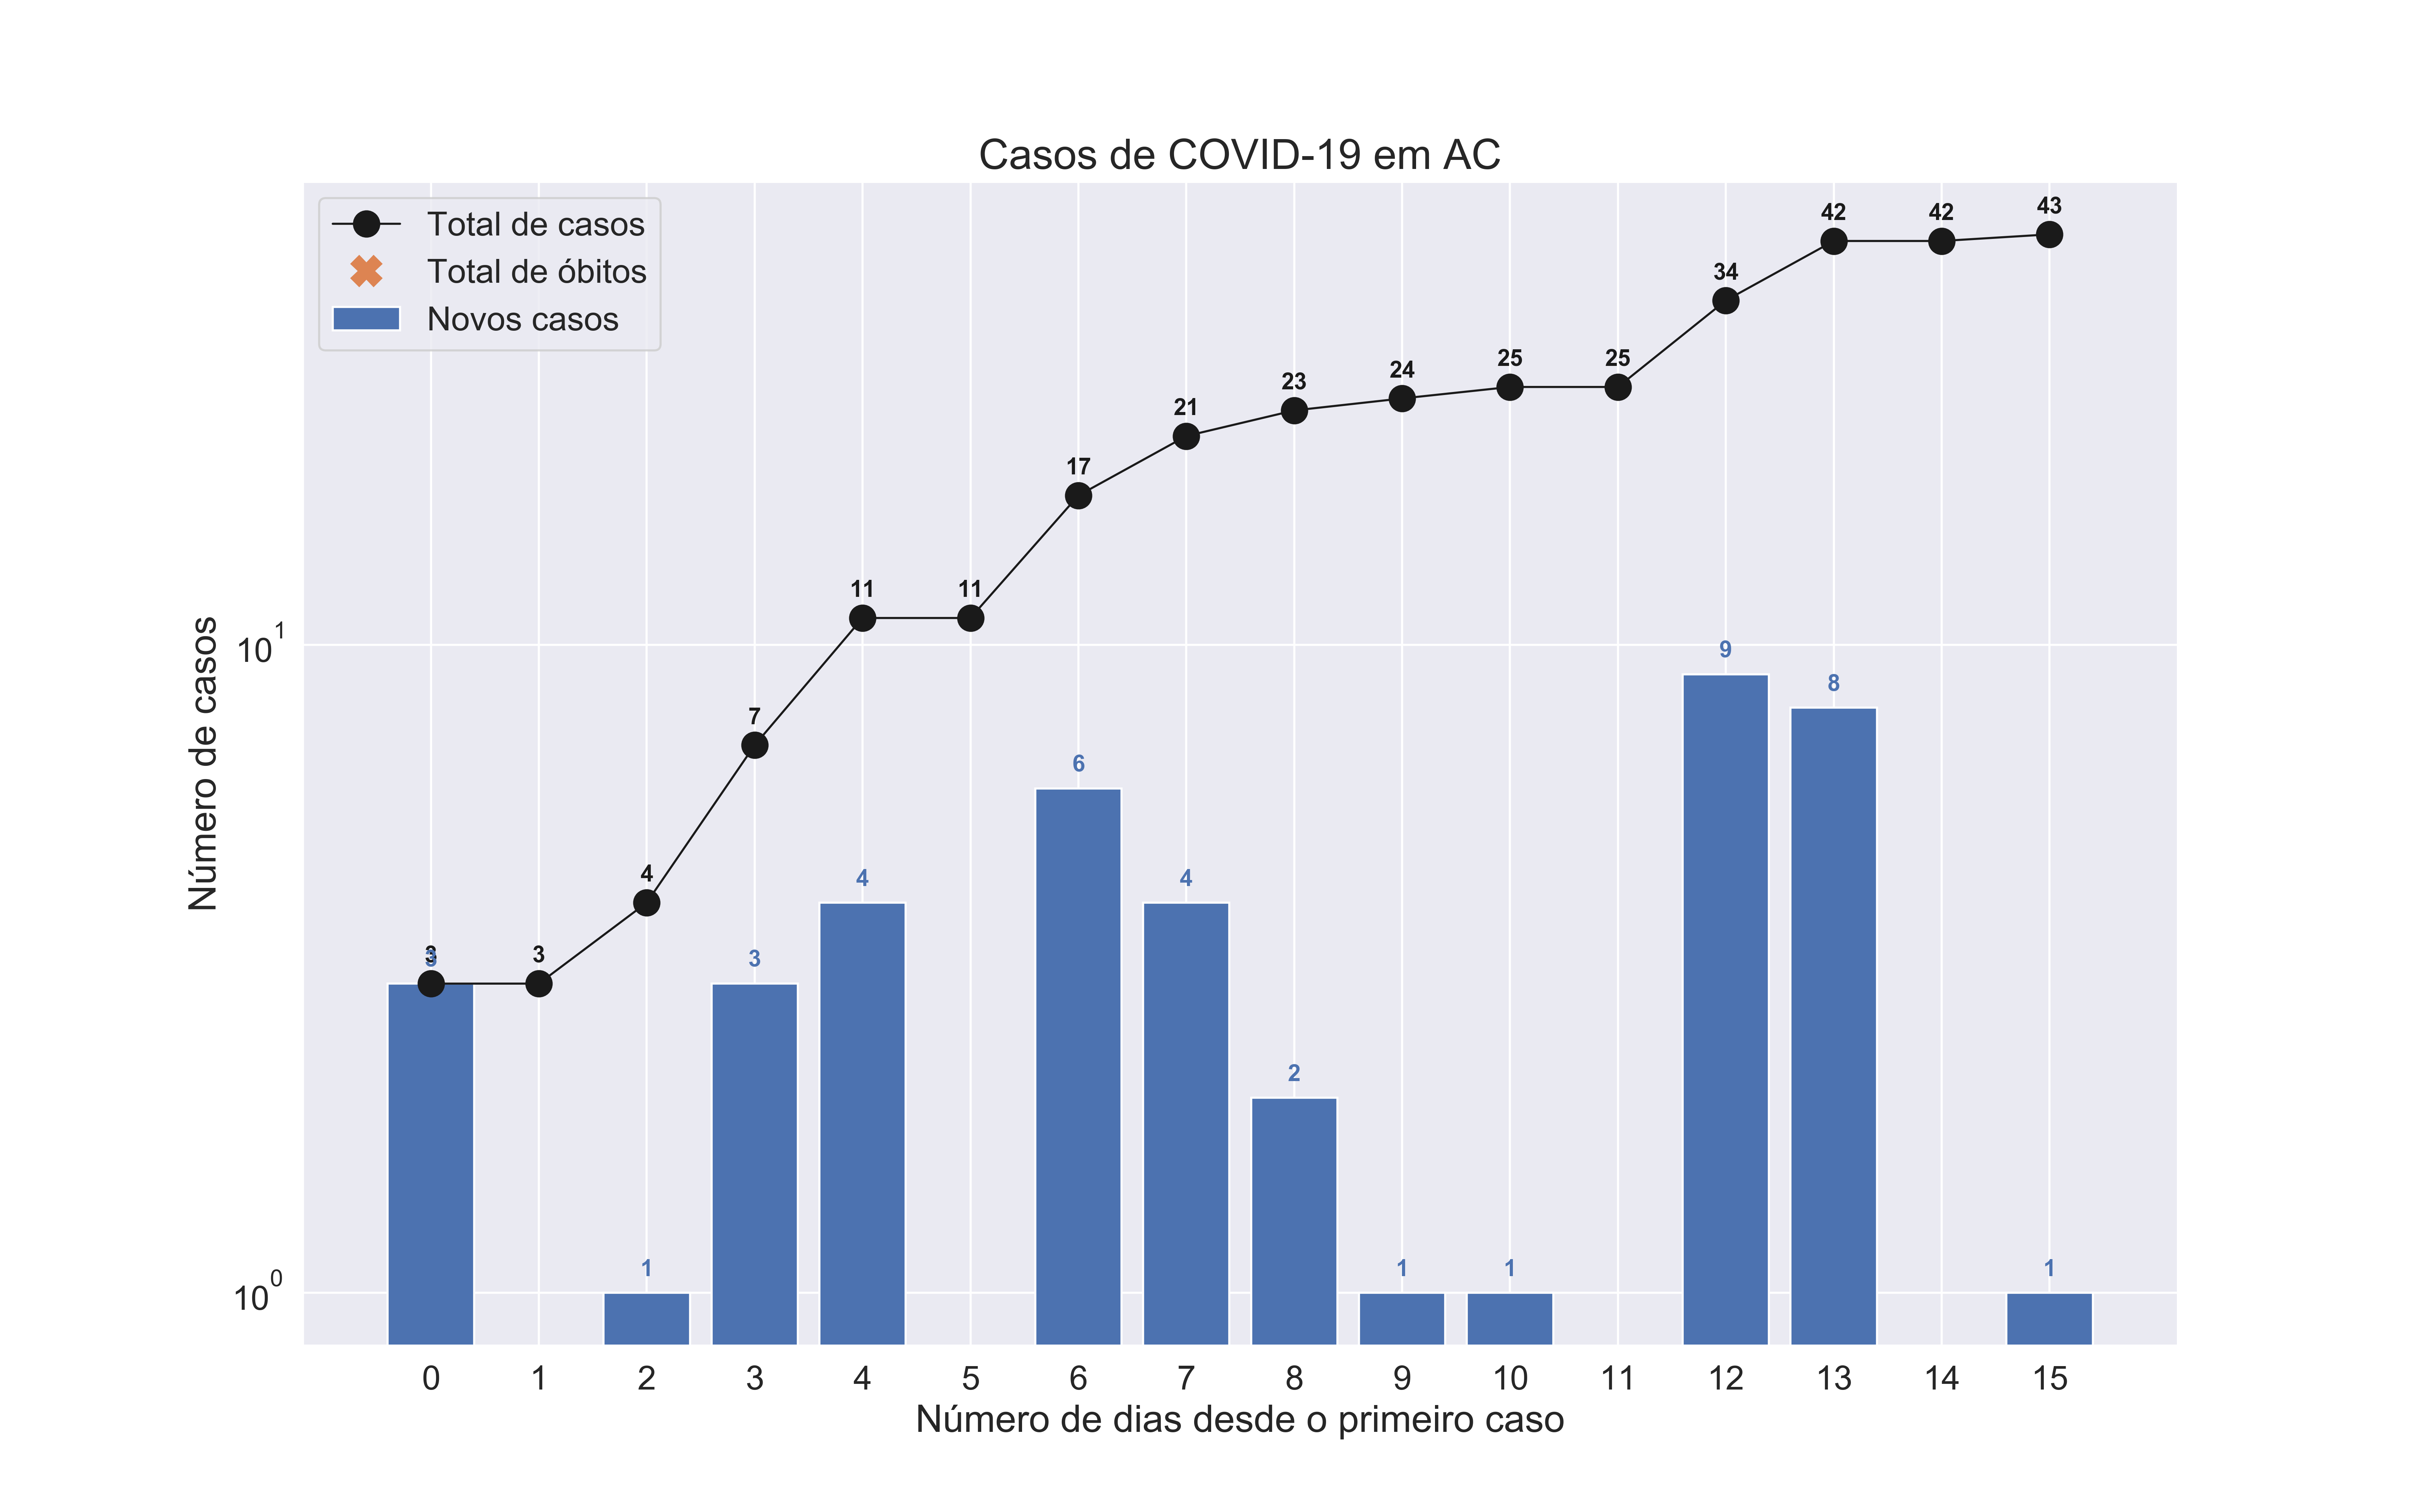 Casos de COVID-19 em AC
Total de casos
Total de óbitos
Novos casos
Número de casos
10^1
10^0
3 3 4 7 11 11 17 21 23 24 25 25 34 42 42 43
3 1 3 4 6 4 2 1 1 9 8 1
0 1 2 3 4 5 6 7 8 9 10 11 12 13 14 15
Número de dias desde o primeiro caso